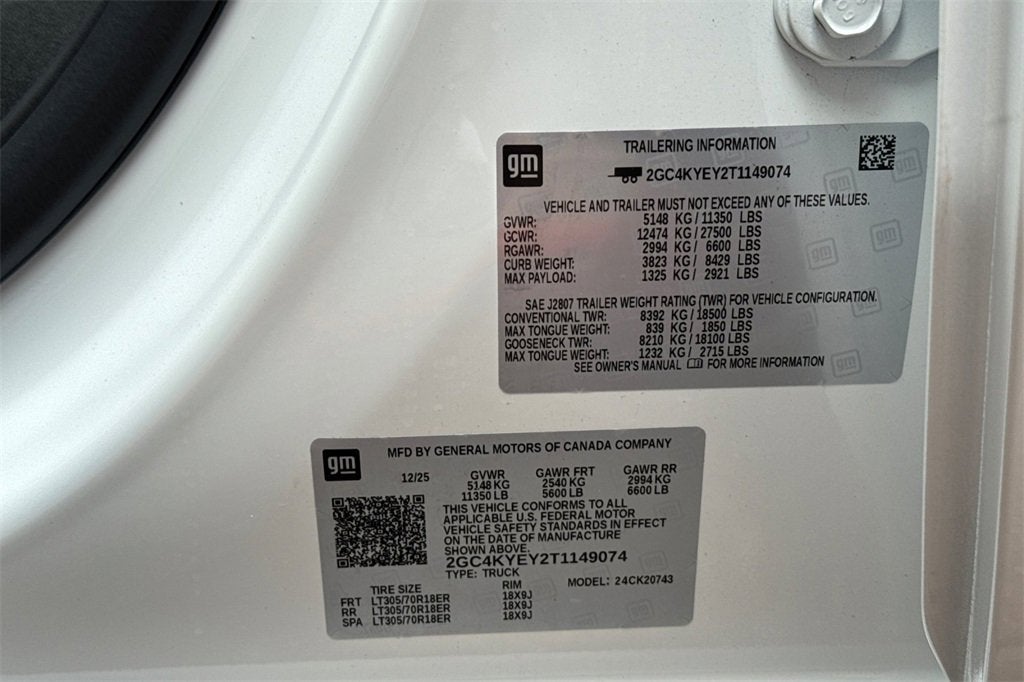 gm
TRAILERING INFORMATION
2GC4KYEY2T1149074
VEHICLE AND TRAILER MUST NOT EXCEED ANY OF THESE VALUES.
GVWR: 5148 KG / 11350 LBS
GCWR: 12474 KG / 27500 LBS
RGAWR: 2994 KG / 6600 LBS
CURB WEIGHT: 3823 KG / 8429 LBS
MAX PAYLOAD: 1325 KG / 2921 LBS
SAE J2807 TRAILER WEIGHT RATING (TWR) FOR VEHICLE CONFIGURATION.
CONVENTIONAL TWR: 8392 KG / 18500 LBS
MAX TONGUE WEIGHT: 839 KG / 1850 LBS
GOOSENECK TWR: 8210 KG / 18100 LBS
MAX TONGUE WEIGHT: 1232 KG / 2715 LBS
SEE OWNER'S MANUAL FOR MORE INFORMATION
gm
MFD BY GENERAL MOTORS OF CANADA COMPANY
12/25 GVWR GAWR FRT GAWR RR
5148 KG 2540 KG 2994 KG
11350 LB 5600 LB 6600 LB
THIS VEHICLE CONFORMS TO ALL
APPLICABLE U.S. FEDERAL MOTOR
VEHICLE SAFETY STANDARDS IN EFFECT
ON THE DATE OF MANUFACTURE
SHOWN ABOVE.
2GC4KYEY2T1149074
TYPE: TRUCK MODEL: 24CK20743
TIRE SIZE RIM
FRT LT305/70R18ER 18X9J
RR LT305/70R18ER 18X9J
SPA LT305/70R18ER 18X9J